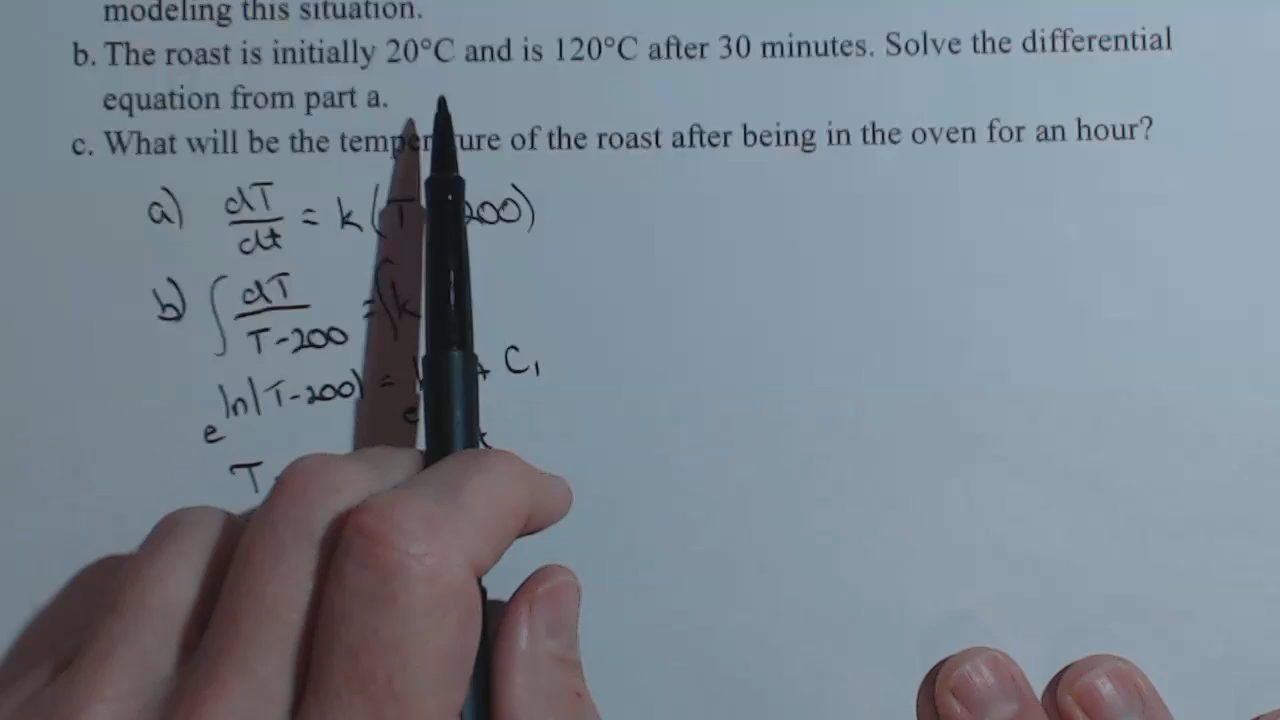 modeling this situation.
b. The roast is initially 20°C and is 120°C after 30 minutes. Solve the differential
equation from part a.
c. What will be the temperature of the roast after being in the oven for an hour?
a) dT/dt = k(T 200)
b) ∫ dT/T-200 = ∫k
ln|T-200| = + C₁
e e
T